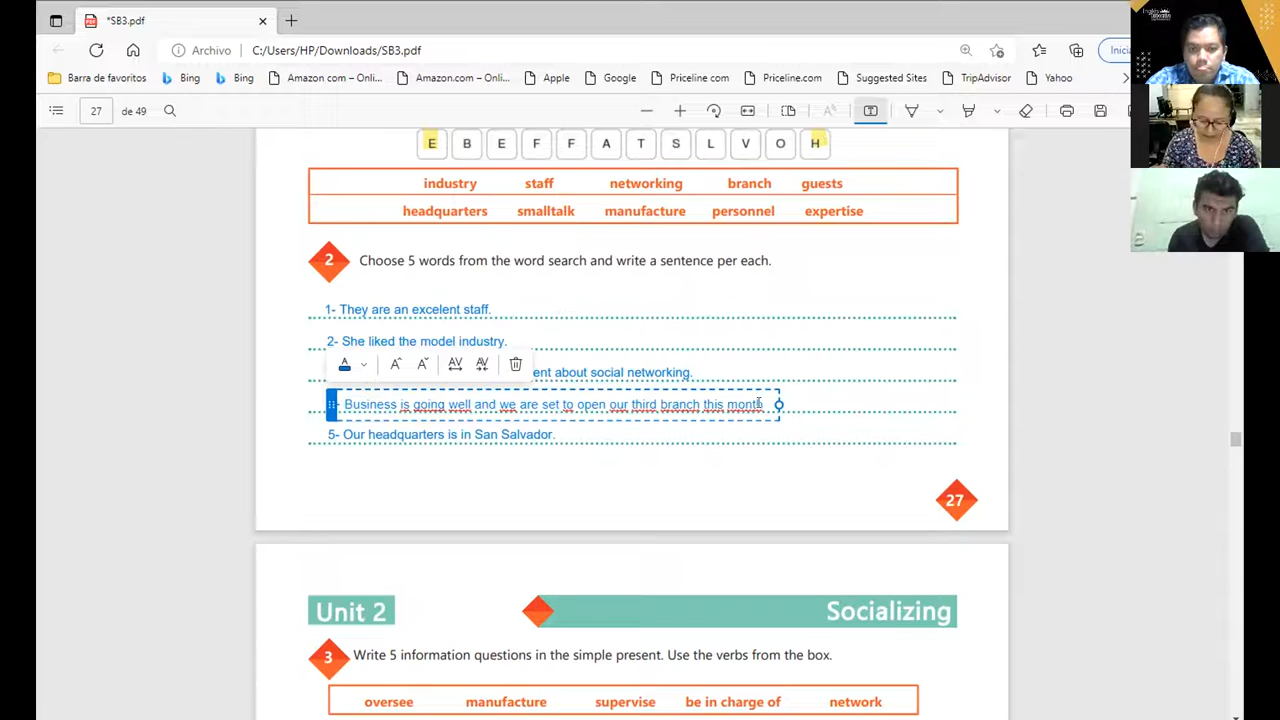 *SB3.pdf
Archivo C:/Users/HP/Downloads/SB3.pdf
Inicia
Barra de favoritos Bing Bing Amazon com – Onli... Amazon.com – Onli... Apple Google Priceline com Priceline.com Suggested Sites TripAdvisor Yahoo
27 de 49
E B E F F A T S L V O H
industry staff networking branch guests
headquarters smalltalk manufacture personnel expertise
2 Choose 5 words from the word search and write a sentence per each.
1- They are an excelent staff.
2- She liked the model industry.
ent about social networking.
Business is going well and we are set to open our third branch this month
5- Our headquarters is in San Salvador.
27
Unit 2 Socializing
3 Write 5 information questions in the simple present. Use the verbs from the box.
oversee manufacture supervise be in charge of network